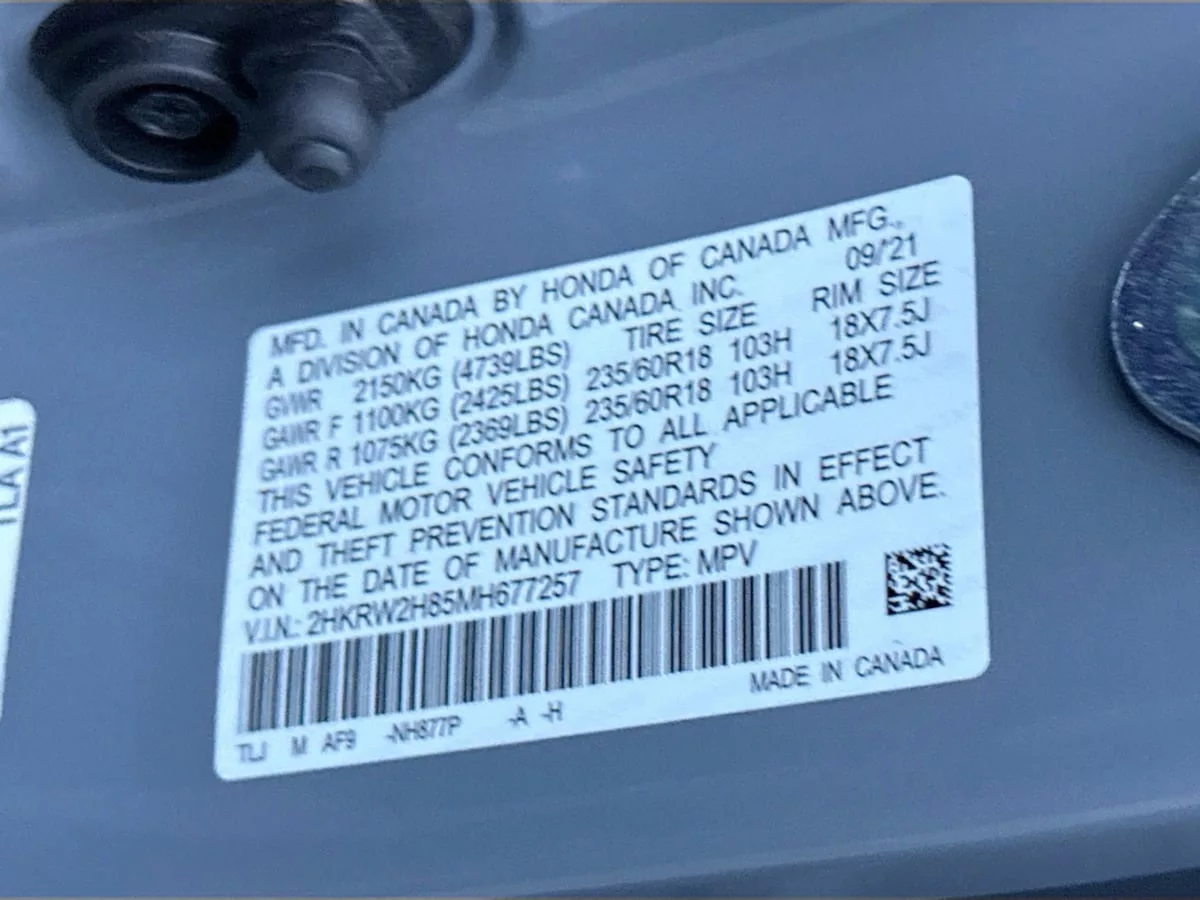 MFD. IN CANADA BY HONDA OF CANADA MFG.,
A DIVISION OF HONDA CANADA INC. 09/'21
GVWR 2150KG (4739LBS) TIRE SIZE RIM SIZE
GAWR F 1100KG (2425LBS) 235/60R18 103H 18X7.5J
GAWR R 1075KG (2369LBS) 235/60R18 103H 18X7.5J
THIS VEHICLE CONFORMS TO ALL APPLICABLE
FEDERAL MOTOR VEHICLE SAFETY
AND THEFT PREVENTION STANDARDS IN EFFECT
ON THE DATE OF MANUFACTURE SHOWN ABOVE.
V.I.N.: 2HKRW2H85MH677257 TYPE: MPV
MADE IN CANADA
TLJ M AF9 -NH877P -A -H
TLA A1